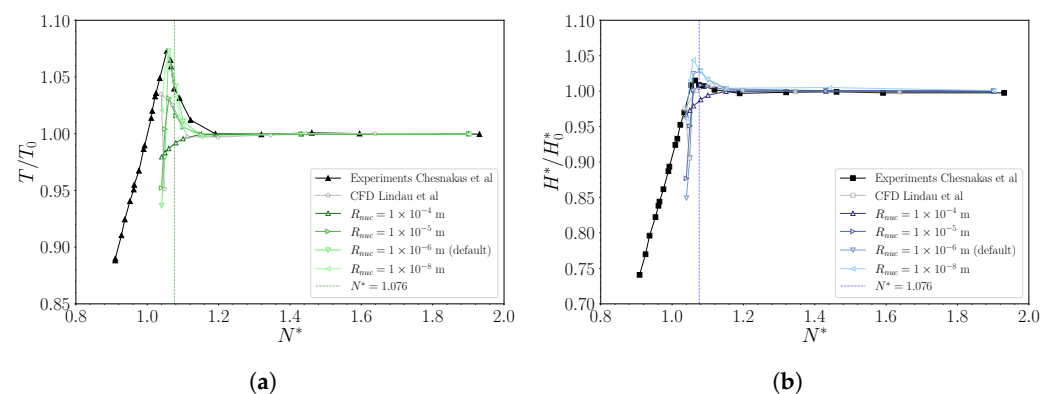 1.10
1.05
1.00
0.95
0.90
0.85
T/T₀
0.8 1.0 1.2 1.4 1.6 1.8 2.0
N*
Experiments Chesnakas et al
CFD Lindau et al
R_nuc = 1 × 10⁻⁴ m
R_nuc = 1 × 10⁻⁵ m
R_nuc = 1 × 10⁻⁶ m (default)
R_nuc = 1 × 10⁻⁸ m
N* = 1.076
(a)
1.10
1.05
1.00
0.95
0.90
0.85
0.80
0.75
0.70
H*/H₀*
0.8 1.0 1.2 1.4 1.6 1.8 2.0
N*
Experiments Chesnakas et al
CFD Lindau et al
R_nuc = 1 × 10⁻⁴ m
R_nuc = 1 × 10⁻⁵ m
R_nuc = 1 × 10⁻⁶ m (default)
R_nuc = 1 × 10⁻⁸ m
N* = 1.076
(b)